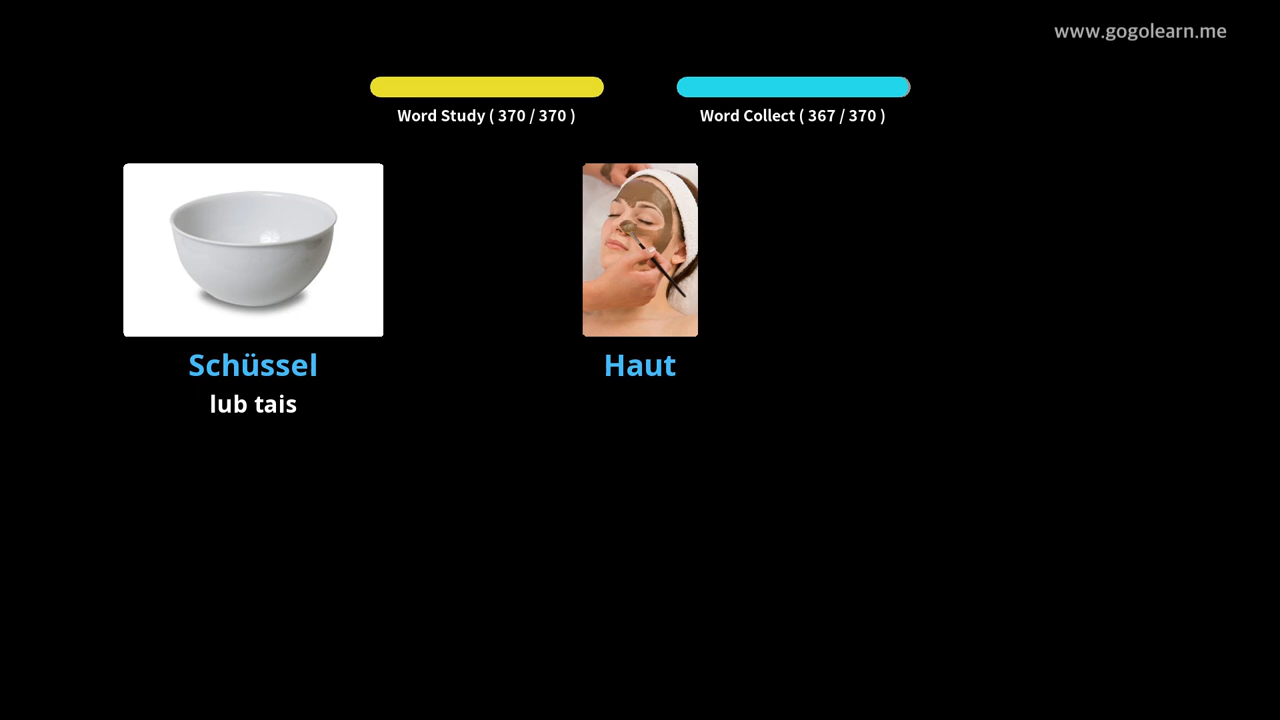 www.gogolearn.me
Word Study ( 370 / 370 )
Word Collect ( 367 / 370 )
Schüssel
Haut
lub tais